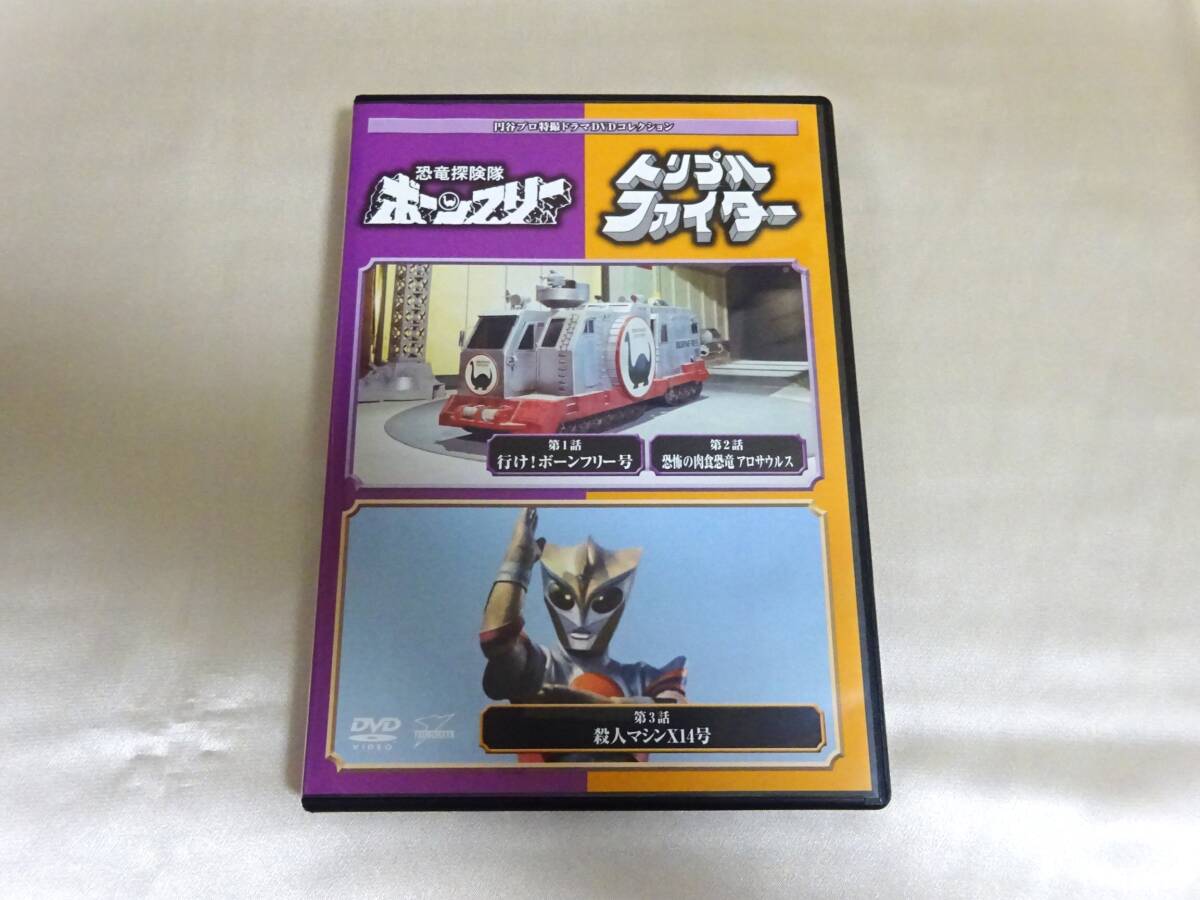 円谷プロ特撮ドラマDVDコレクション
恐竜探険隊
ボーンフリー
トリプル
ファイター
第1話
行け!ボーンフリー号
第2話
恐怖の肉食恐竜 アロサウルス
第3話
殺人マシンX14号
DVD
VIDEO
TSUBURAYA